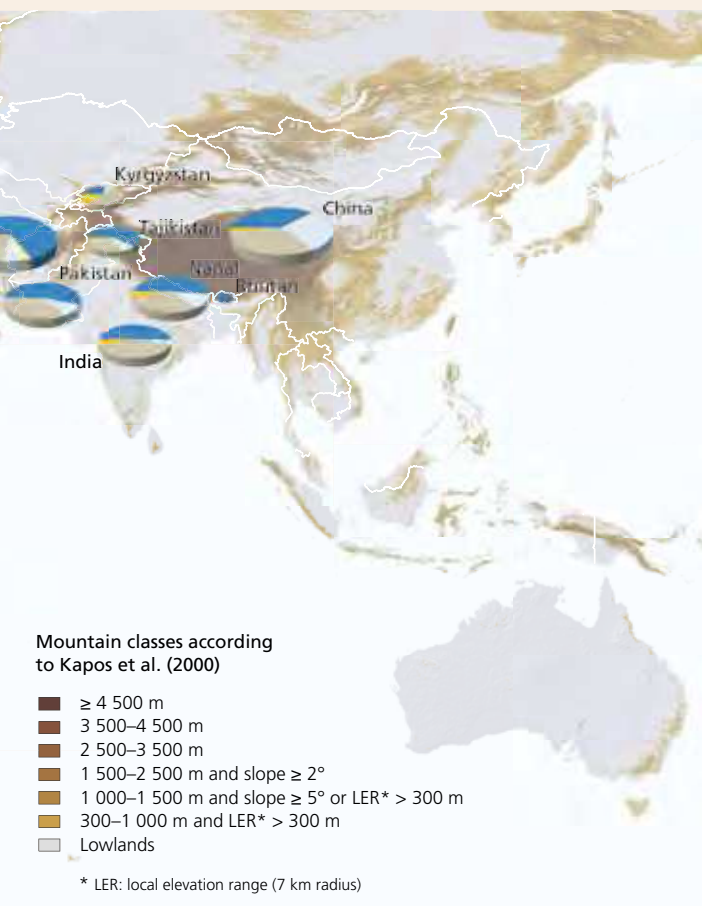 Kyrgyzstan
China
Tajikistan
Nepal
Pakistan
Bhutan
India
Mountain classes according
to Kapos et al. (2000)
≥ 4 500 m
3 500–4 500 m
2 500–3 500 m
1 500–2 500 m and slope ≥ 2°
1 000–1 500 m and slope ≥ 5° or LER* > 300 m
300–1 000 m and LER* > 300 m
Lowlands
* LER: local elevation range (7 km radius)